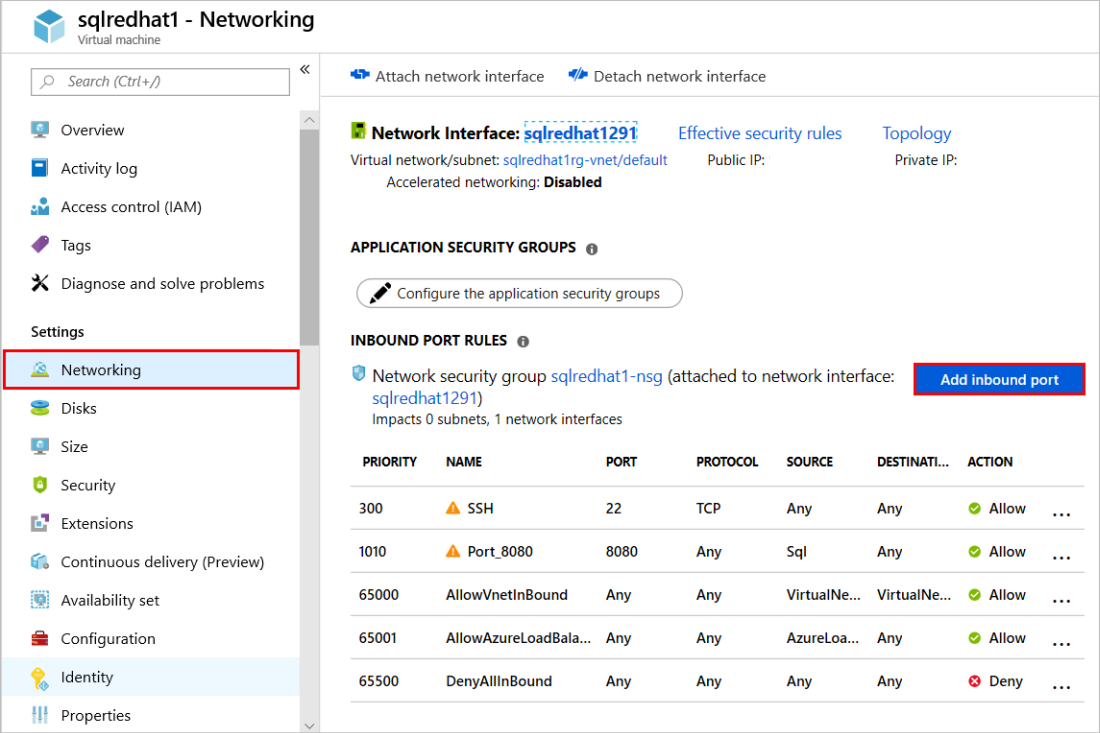 sqlredhat1 - Networking
Virtual machine
Search (Ctrl+/)
«
Overview
Activity log
Access control (IAM)
Tags
Diagnose and solve problems
Settings
Networking
Disks
Size
Security
Extensions
Continuous delivery (Preview)
Availability set
Configuration
Identity
Properties
Attach network interface Detach network interface
Network Interface: sqlredhat1291 Effective security rules Topology
Virtual network/subnet: sqlredhat1rg-vnet/default Public IP: Private IP:
Accelerated networking: Disabled
APPLICATION SECURITY GROUPS
Configure the application security groups
INBOUND PORT RULES
Network security group sqlredhat1-nsg (attached to network interface:
sqlredhat1291)
Impacts 0 subnets, 1 network interfaces
Add inbound port
PRIORITY NAME PORT PROTOCOL SOURCE DESTINATI... ACTION
300 SSH 22 TCP Any Any Allow ...
1010 Port_8080 8080 Any Sql Any Allow ...
65000 AllowVnetInBound Any Any VirtualNe... VirtualNe... Allow ...
65001 AllowAzureLoadBala... Any Any AzureLoa... Any Allow ...
65500 DenyAllInBound Any Any Any Any Deny ...